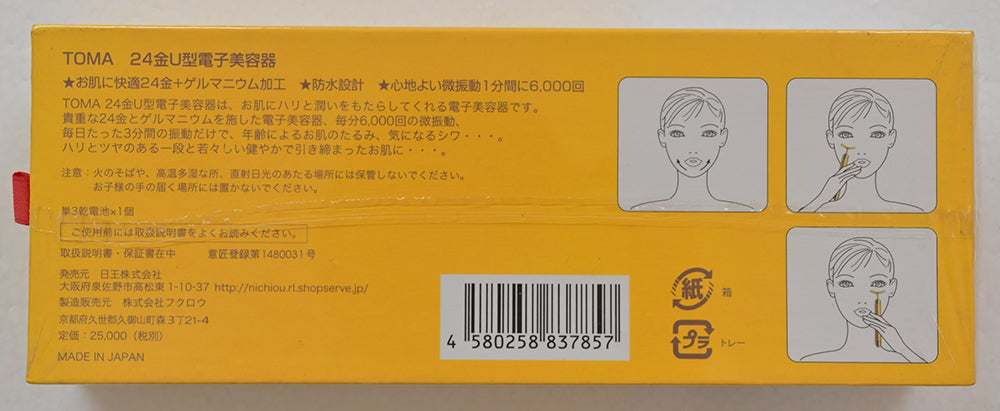 TOMA 24金U型電子美容器
★お肌に快適24金+ゲルマニウム加工 ★防水設計 ★心地よい微振動1分間に6,000回
TOMA 24金U型電子美容器は、お肌にハリと潤いをもたらしてくれる電子美容器です。
貴重な24金とゲルマニウムを施した電子美容器、毎分6,000回の微振動、
毎日たった3分間の振動だけで、年齢によるお肌のたるみ、気になるシワ・・・。
ハリとツヤのある一段と若々しい健やかで引き締まったお肌に・・・。
注意:火のそばや、高温多湿な所、直射日光のあたる場所には保管しないでください。
お子様の手の届く場所には置かないでください。
単3乾電池×1個
ご使用前には取扱説明書をよくお読みください。
取扱説明書・保証書在中 意匠登録第1480031号
発売元 日王株式会社
大阪府泉佐野市高松東1-10-37 http://nichiou.rl.shopserve.jp/
製造販売元 株式会社フクロウ
京都府久世郡久御山町森3丁21-4
定価:25,000(税別)
MADE IN JAPAN
4 580258 837857
紙 箱
プラ トレー